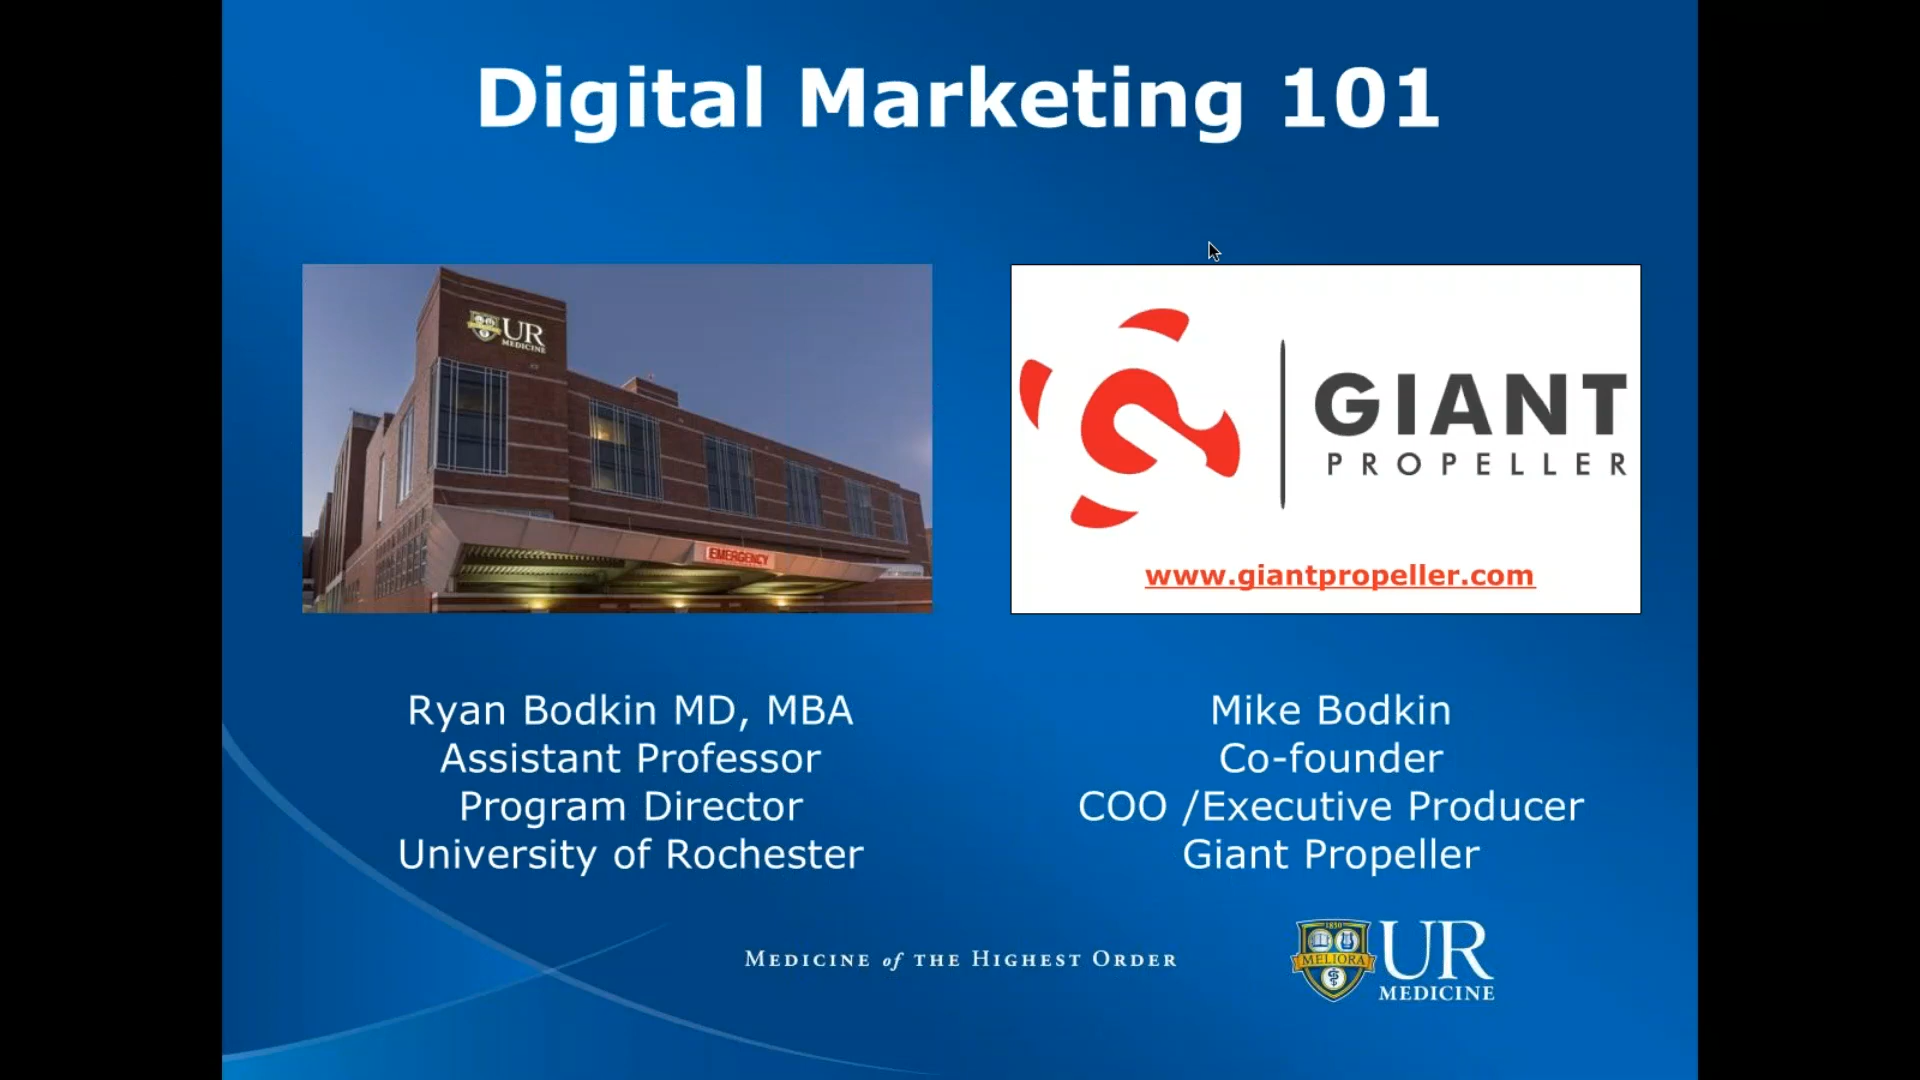 Digital Marketing 101
UR
MEDICINE
EMERGENCY
GIANT
PROPELLER
www.giantpropeller.com
Ryan Bodkin MD, MBA
Assistant Professor
Program Director
University of Rochester
Mike Bodkin
Co-founder
COO /Executive Producer
Giant Propeller
MEDICINE of THE HIGHEST ORDER
1850
MELIORA
UR
MEDICINE